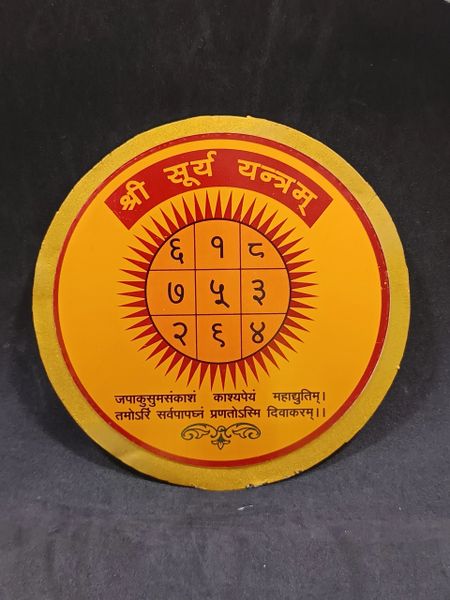 श्री सूर्य यन्त्रम्
६ १ ८
७ ५ ३
२ ९ ४
जपाकुसुमसंकाशं काश्यपेयं महाद्युतिम्।
तमोऽरिं सर्वपापघ्नं प्रणतोऽस्मि दिवाकरम्।।